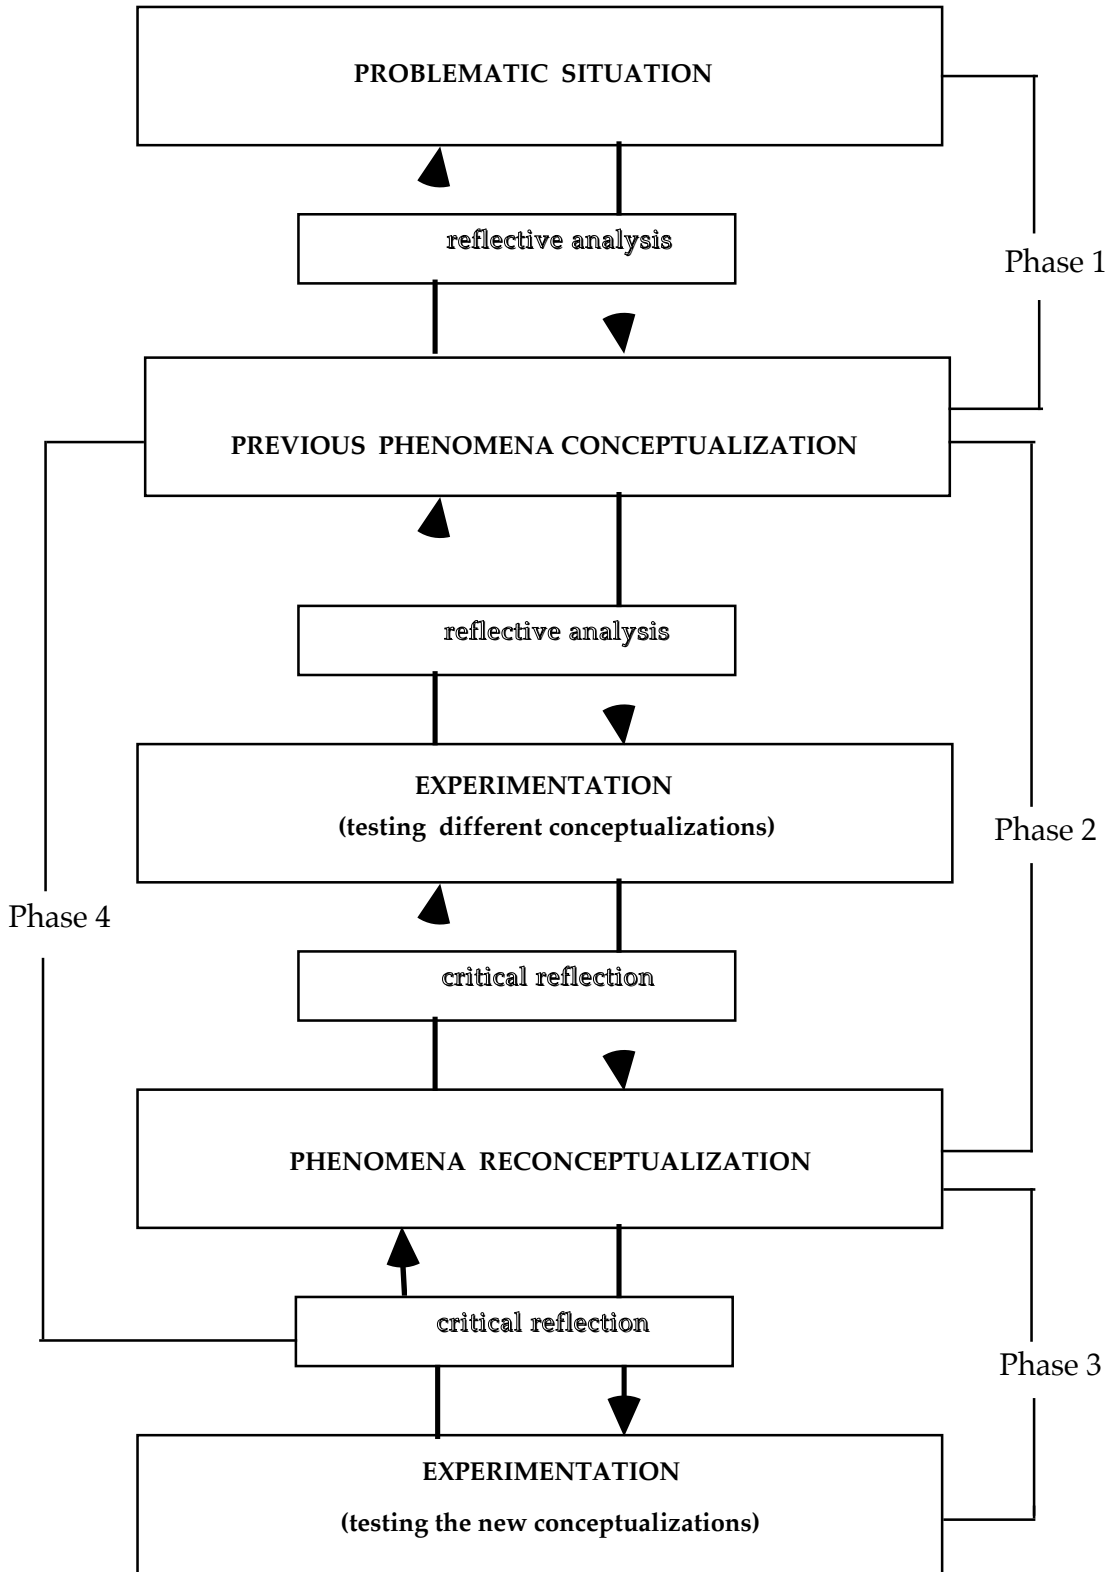 PROBLEMATIC SITUATION
reflective analysis
Phase 1
PREVIOUS PHENOMENA CONCEPTUALIZATION
reflective analysis
EXPERIMENTATION
(testing different conceptualizations)
Phase 2
Phase 4
critical reflection
PHENOMENA RECONCEPTUALIZATION
critical reflection
Phase 3
EXPERIMENTATION
(testing the new conceptualizations)